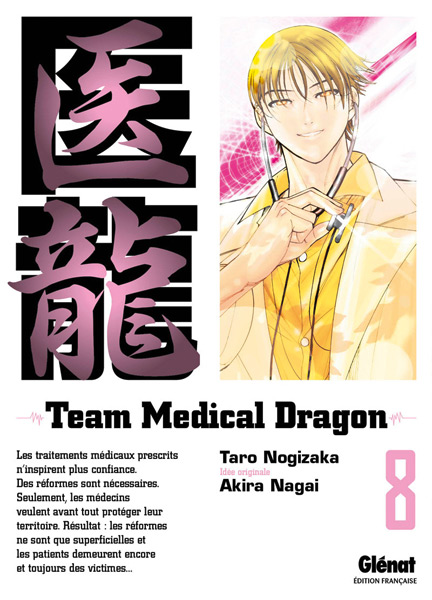 医
龍
Team Medical Dragon
Les traitements médicaux prescrits
n'inspirent plus confiance.
Des réformes sont nécessaires.
Seulement, les médecins
veulent avant tout protéger leur
territoire. Résultat : les réformes
ne sont que superficielles et
les patients demeurent encore
et toujours des victimes...
Taro Nogizaka
Idée originale
Akira Nagai
8
Glénat
ÉDITION FRANÇAISE